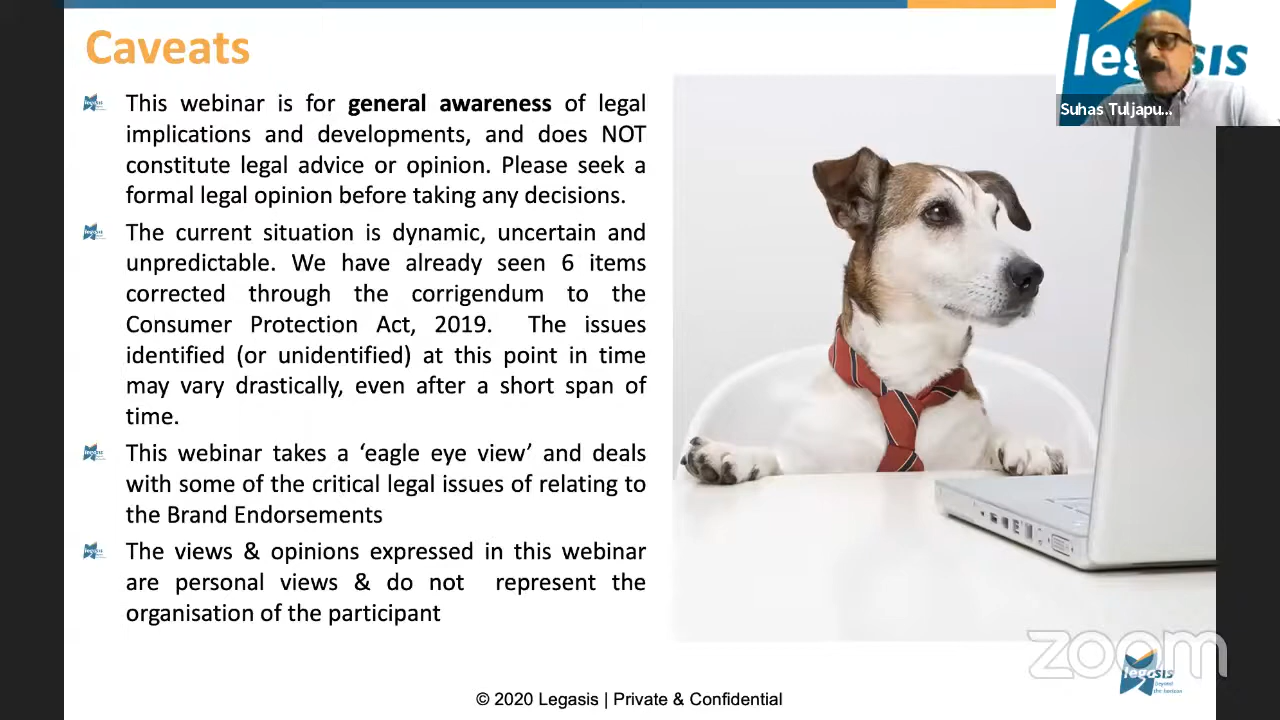 Caveats
This webinar is for general awareness of legal
implications and developments, and does NOT
constitute legal advice or opinion. Please seek a
formal legal opinion before taking any decisions.
The current situation is dynamic, uncertain and
unpredictable. We have already seen 6 items
corrected through the corrigendum to the
Consumer Protection Act, 2019. The issues
identified (or unidentified) at this point in time
may vary drastically, even after a short span of
time.
This webinar takes a ‘eagle eye view’ and deals
with some of the critical legal issues of relating to
the Brand Endorsements
The views & opinions expressed in this webinar
are personal views & do not represent the
organisation of the participant
Suhas Tuljapu...
zoom
legasis
beyond
the horizon
© 2020 Legasis | Private & Confidential